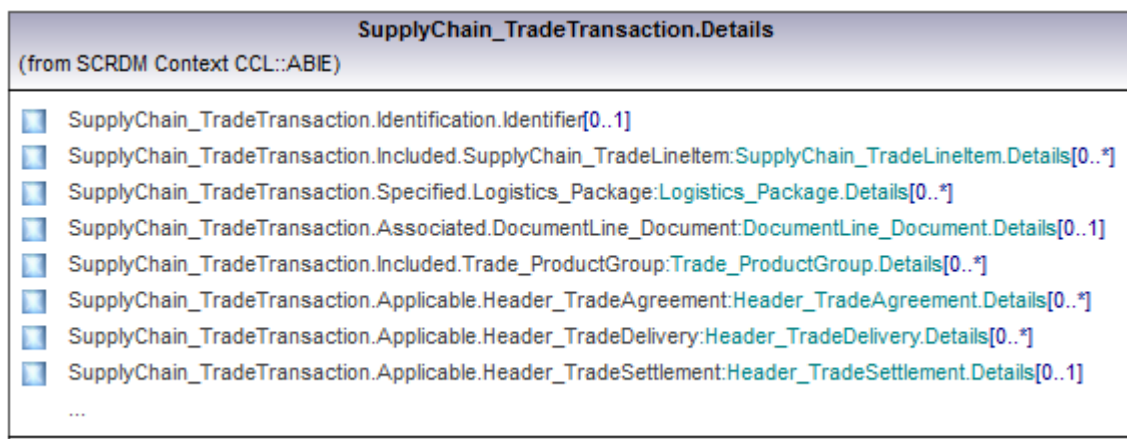 SupplyChain_TradeTransaction.Details
(from SCRDM Context CCL::ABIE)
SupplyChain_TradeTransaction.Identification.Identifier[0..1]
SupplyChain_TradeTransaction.Included.SupplyChain_TradeLineItem:SupplyChain_TradeLineItem.Details[0..*]
SupplyChain_TradeTransaction.Specified.Logistics_Package:Logistics_Package.Details[0..*]
SupplyChain_TradeTransaction.Associated.DocumentLine_Document:DocumentLine_Document.Details[0..1]
SupplyChain_TradeTransaction.Included.Trade_ProductGroup:Trade_ProductGroup.Details[0..*]
SupplyChain_TradeTransaction.Applicable.Header_TradeAgreement:Header_TradeAgreement.Details[0..*]
SupplyChain_TradeTransaction.Applicable.Header_TradeDelivery:Header_TradeDelivery.Details[0..*]
SupplyChain_TradeTransaction.Applicable.Header_TradeSettlement:Header_TradeSettlement.Details[0..1]
...